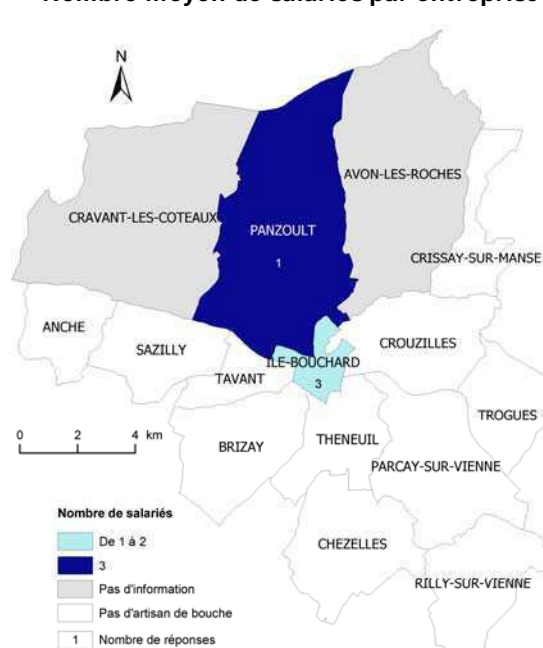 Nombre moyen de salariés par entreprise
N
AVON-LES-ROCHES
CRAVANT-LES-COTEAUX
PANZOULT
1
CRISSAY-SUR-MANSE
ANCHE
SAZILLY
CROUZILLES
ILE-BOUCHARD
TAVANT
3
TROGUES
0 2 4 km
BRIZAY
THENEUIL
PARCAY-SUR-VIENNE
Nombre de salariés
De 1 à 2
3
Pas d'information
Pas d'artisan de bouche
1 Nombre de réponses
CHEZELLES
RILLY-SUR-VIENNE